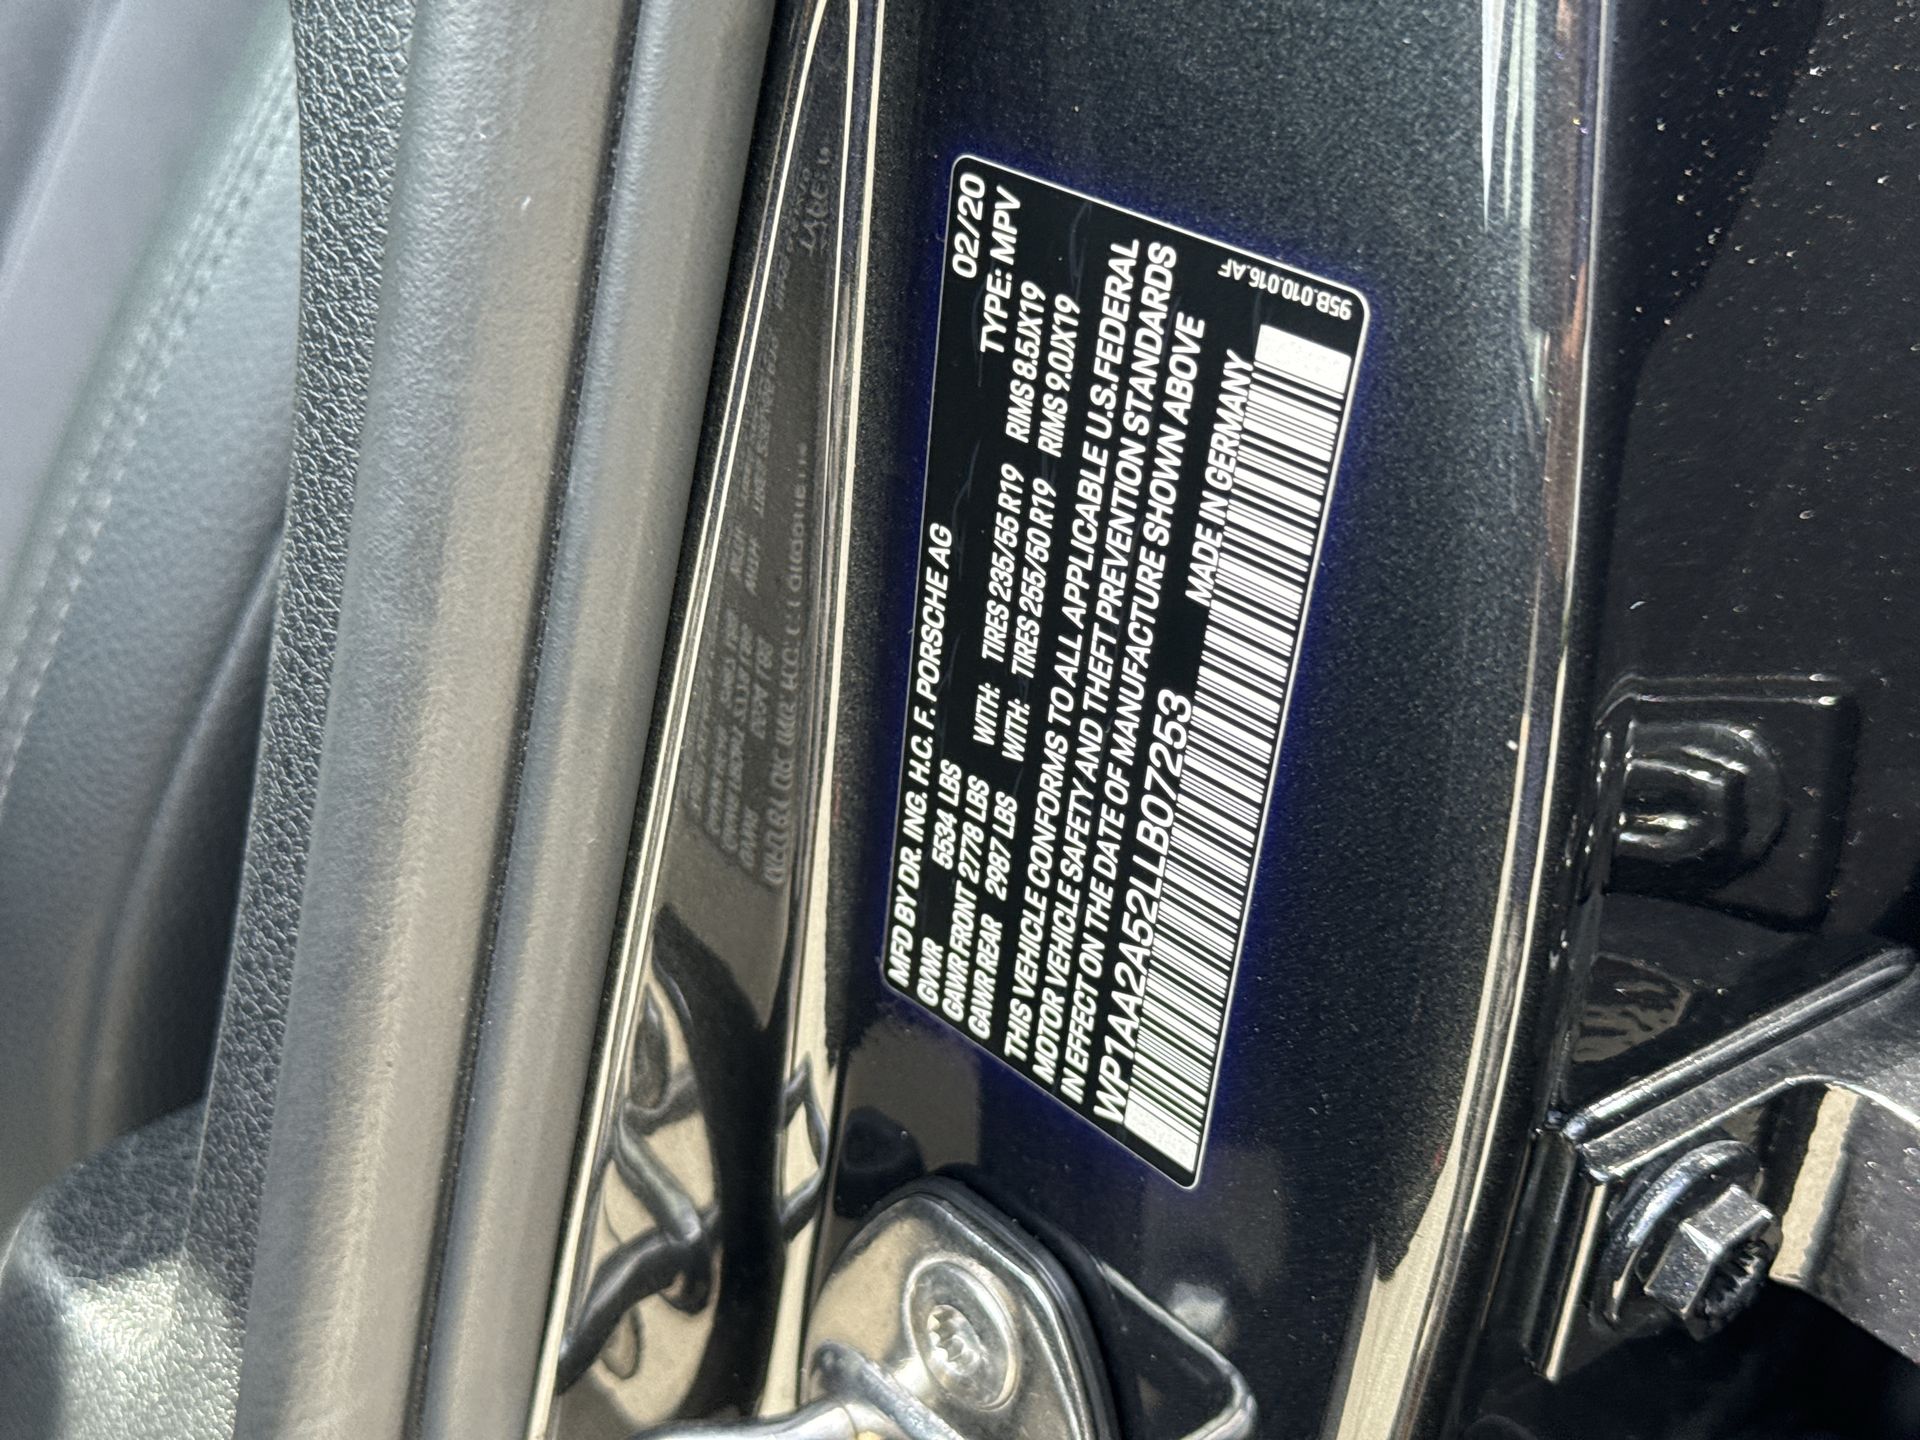 MFD BY DR. ING. H.C. F. PORSCHE AG 02/20
GVWR 5534 LBS TYPE: MPV
GAWR FRONT 2778 LBS WITH: TIRES 235/55 R19 RIMS 8.5JX19
GAWR REAR 2987 LBS WITH: TIRES 255/50 R19 RIMS 9.0JX19
THIS VEHICLE CONFORMS TO ALL APPLICABLE U.S.FEDERAL
MOTOR VEHICLE SAFETY AND THEFT PREVENTION STANDARDS
IN EFFECT ON THE DATE OF MANUFACTURE SHOWN ABOVE
WP1AA2A52LLB07253 MADE IN GERMANY
95B.010.016.AF